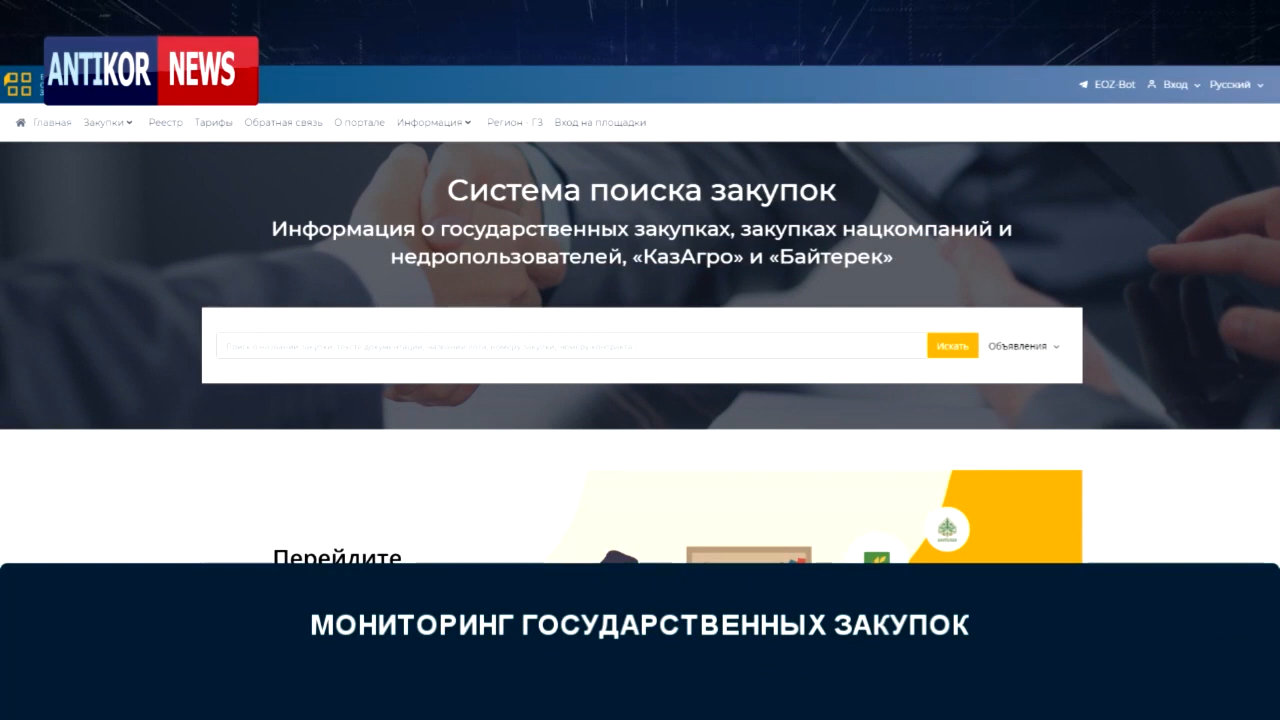 ANTIKOR NEWS
EOZ-Bot Вход Русский
Главная Закупки Реестр Тарифы Обратная связь О портале Информация Регион - ГЗ Вход на площадки
Система поиска закупок
Информация о государственных закупках, закупках нацкомпаний и
недропользователей, «КазАгро» и «Байтерек»
Искать Объявления
Перейдите
МОНИТОРИНГ ГОСУДАРСТВЕННЫХ ЗАКУПОК